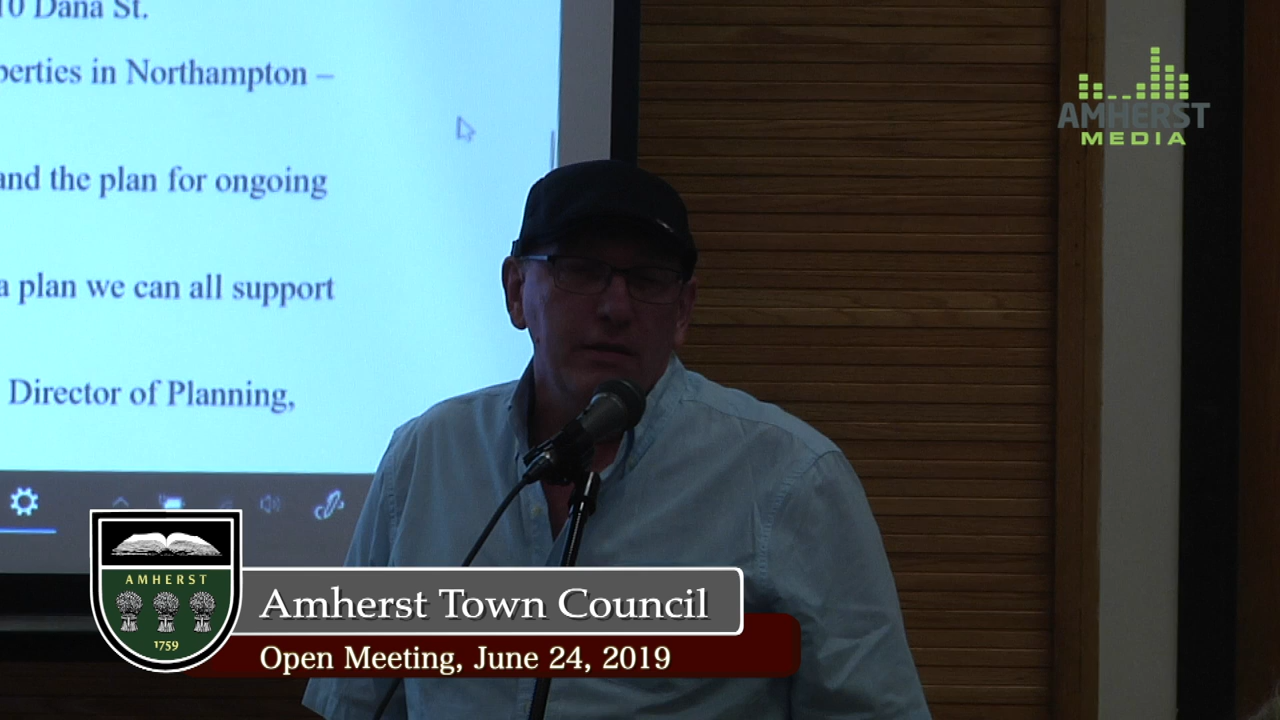 10 Dana St.
perties in Northampton –
and the plan for ongoing
a plan we can all support
Director of Planning,
AMHERST
MEDIA
AMHERST
1759
Amherst Town Council
Open Meeting, June 24, 2019